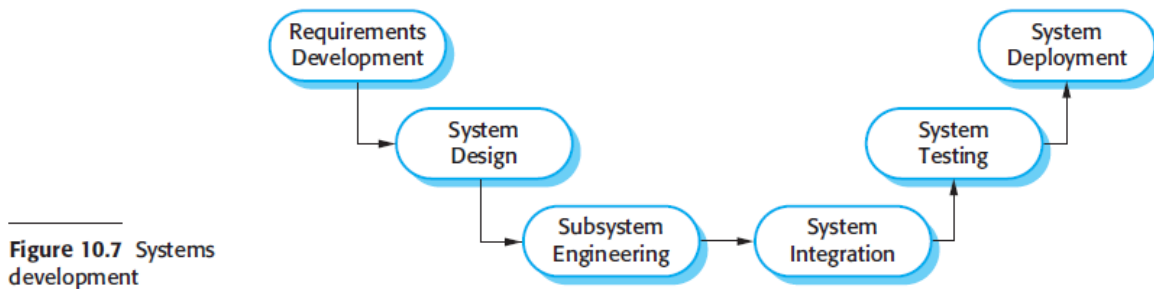 Requirements
Development
System
Design
Subsystem
Engineering
System
Integration
System
Testing
System
Deployment
Figure 10.7 Systems
development